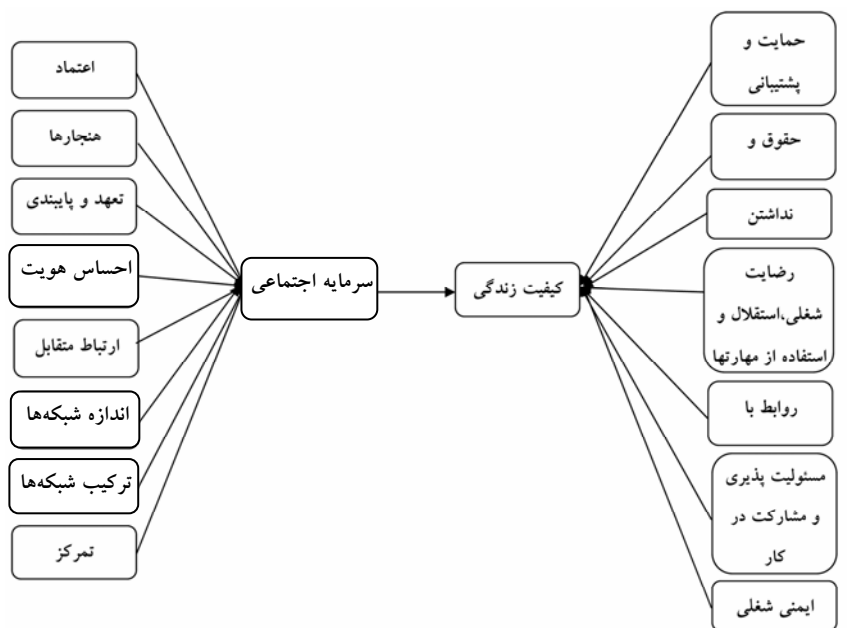 حمایت و
پشتیبانی
حقوق و
نداشتن
رضایت
شغلی،استقلال و
استفاده از مهارتها
روابط با
مسئولیت پذیری
و مشارکت در
کار
ایمنی شغلی
کیفیت زندگی
سرمایه اجتماعی
اعتماد
هنجارها
تعهد و پایبندی
احساس هویت
ارتباط متقابل
اندازه شبکه‌ها
ترکیب شبکه‌ها
تمرکز